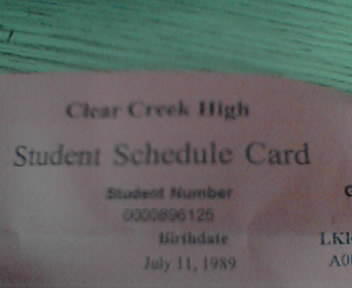 Clear Creek High
Student Schedule Card
Student Number
0000896125
Birthdate
July 11, 1989